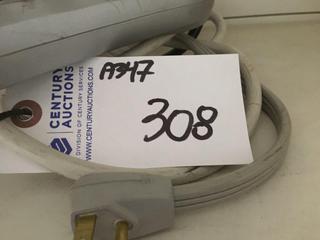 A347
308
CENTURY
AUCTIONS
DIVISION OF CENTURY SERVICES
WWW.CENTURYAUCTIONS.COM